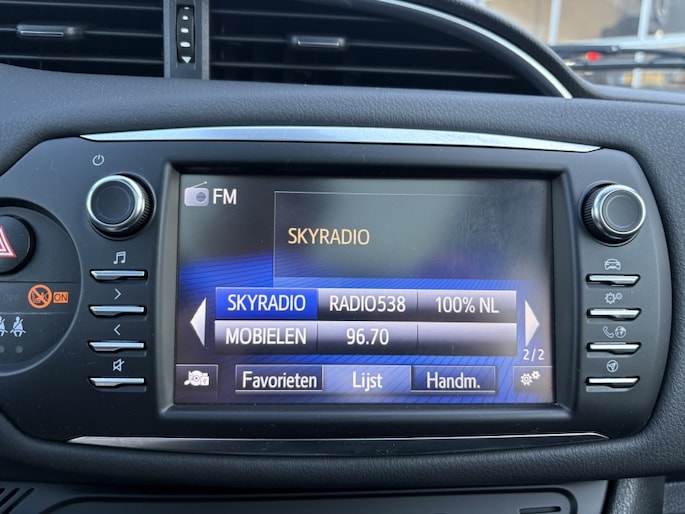 FM
SKYRADIO
SKYRADIO RADIO538 100% NL
MOBIELEN 96.70
2/2
Favorieten Lijst Handm.
ON